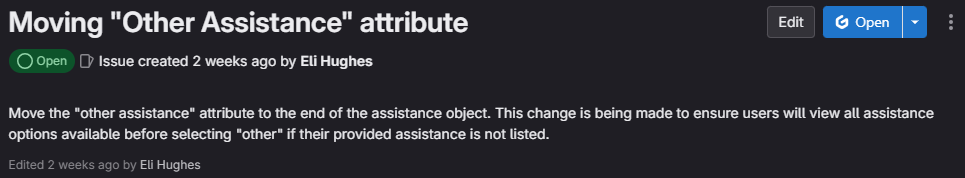 Moving "Other Assistance" attribute
Edit
Open
Open
Issue created 2 weeks ago by Eli Hughes
Move the "other assistance" attribute to the end of the assistance object. This change is being made to ensure users will view all assistance
options available before selecting "other" if their provided assistance is not listed.
Edited 2 weeks ago by Eli Hughes